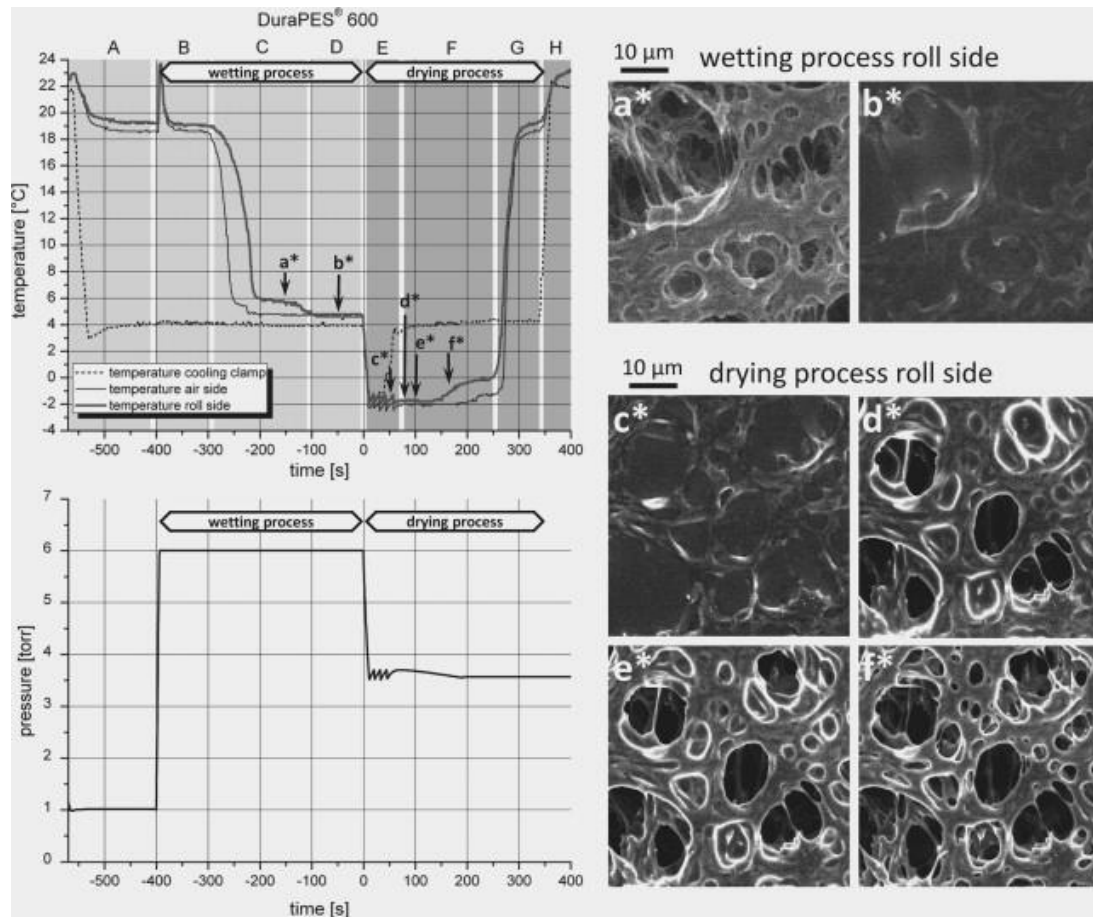 DuraPES® 600
A B C D E F G H
wetting process drying process
24
22
20
18
16
14
12
10
8
6
4
2
0
-2
-4
temperature [°C]
a* b* c* d* e* f*
temperature cooling clamp
temperature air side
temperature roll side
-500 -400 -300 -200 -100 0 100 200 300 400
time [s]
7
6
5
4
3
2
1
0
pressure [torr]
wetting process drying process
-500 -400 -300 -200 -100 0 100 200 300 400
time [s]
10 µm wetting process roll side
a* b*
10 µm drying process roll side
c* d*
e* f*